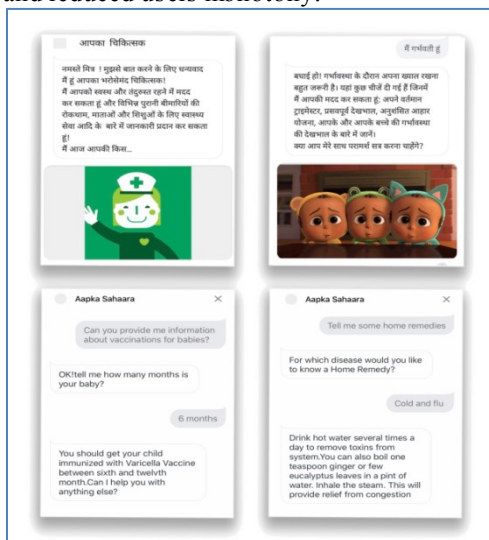 and reduced users monotony.
आपका चिकित्सक
नमस्ते मित्र ! मुझसे बात करने के लिए धन्यवाद
मैं हूं आपका भरोसेमंद चिकित्सक!
मैं आपको स्वस्थ और तंदुरुस्त रहने में मदद
कर सकता हूं और विभिन्न पुरानी बीमारियों की
रोकथाम, माताओं और शिशुओं के लिए स्वास्थ्य
सेवा आदि के बारे में जानकारी प्रदान कर सकता
हूं!
मैं आज आपकी किस...
मैं गर्भवती हूं
बधाई हो! गर्भावस्था के दौरान अपना ख्याल रखना
बहुत जरूरी है। यहां कुछ चीजें दी गई हैं जिनमें
मैं आपकी मदद कर सकता हूं: अपने वर्तमान
ट्राइमेस्टर, प्रसवपूर्व देखभाल, अनुशंसित आहार
योजना, आपके और आपके बच्चे की गर्भावस्था
की देखभाल के बारे में जानें।
क्या आप मेरे साथ परामर्श सत्र करना चाहेंगे?
Aapka Sahaara
Can you provide me information
about vaccinations for babies?
OK!tell me how many months is
your baby?
6 months
You should get your child
immunized with Varicella Vaccine
between sixth and twelvth
month.Can I help you with
anything else?
Aapka Sahaara
Tell me some home remedies
For which disease would you like
to know a Home Remedy?
Cold and flu
Drink hot water several times a
day to remove toxins from
system.You can also boil one
teaspoon ginger or few
eucalyptus leaves in a pint of
water. Inhale the steam. This will
provide relief from congestion